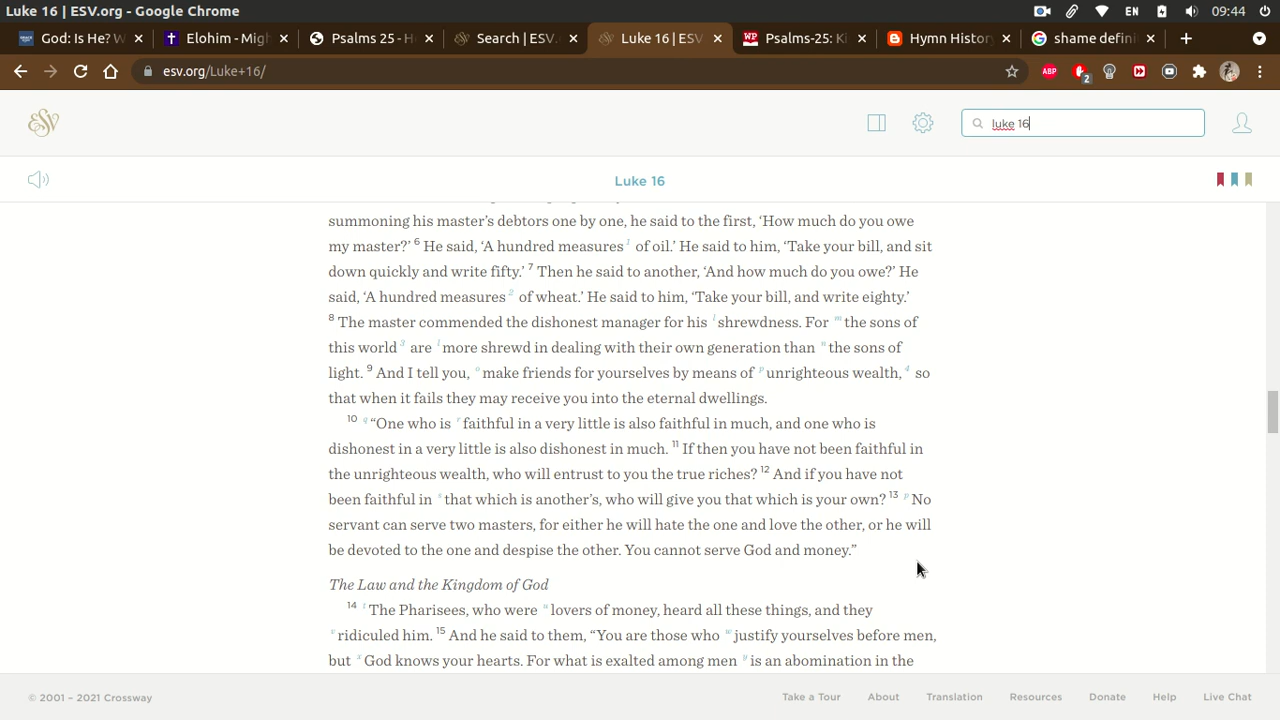 Luke 16 | ESV.org - Google Chrome
EN
09:44
God: Is He? W
Elohim - Migh
Psalms 25 - H
Search | ESV.
Luke 16 | ESV
Psalms-25: Ki
Hymn History
shame defini
esv.org/Luke+16/
ABP
2
ESV
luke 16
Luke 16
summoning his master’s debtors one by one, he said to the first, ‘How much do you owe
my master?’ 6 He said, ‘A hundred measures 1 of oil.’ He said to him, ‘Take your bill, and sit
down quickly and write fifty.’ 7 Then he said to another, ‘And how much do you owe?’ He
said, ‘A hundred measures 2 of wheat.’ He said to him, ‘Take your bill, and write eighty.’
8 The master commended the dishonest manager for his l shrewdness. For m the sons of
this world 3 are l more shrewd in dealing with their own generation than n the sons of
light. 9 And I tell you, o make friends for yourselves by means of p unrighteous wealth, 4 so
that when it fails they may receive you into the eternal dwellings.
10 q “One who is r faithful in a very little is also faithful in much, and one who is
dishonest in a very little is also dishonest in much. 11 If then you have not been faithful in
the unrighteous wealth, who will entrust to you the true riches? 12 And if you have not
been faithful in s that which is another’s, who will give you that which is your own? 13 p No
servant can serve two masters, for either he will hate the one and love the other, or he will
be devoted to the one and despise the other. You cannot serve God and money.”
The Law and the Kingdom of God
14 t The Pharisees, who were u lovers of money, heard all these things, and they
v ridiculed him. 15 And he said to them, “You are those who w justify yourselves before men,
but x God knows your hearts. For what is exalted among men y is an abomination in the
© 2001 – 2021 Crossway
Take a Tour
About
Translation
Resources
Donate
Help
Live Chat